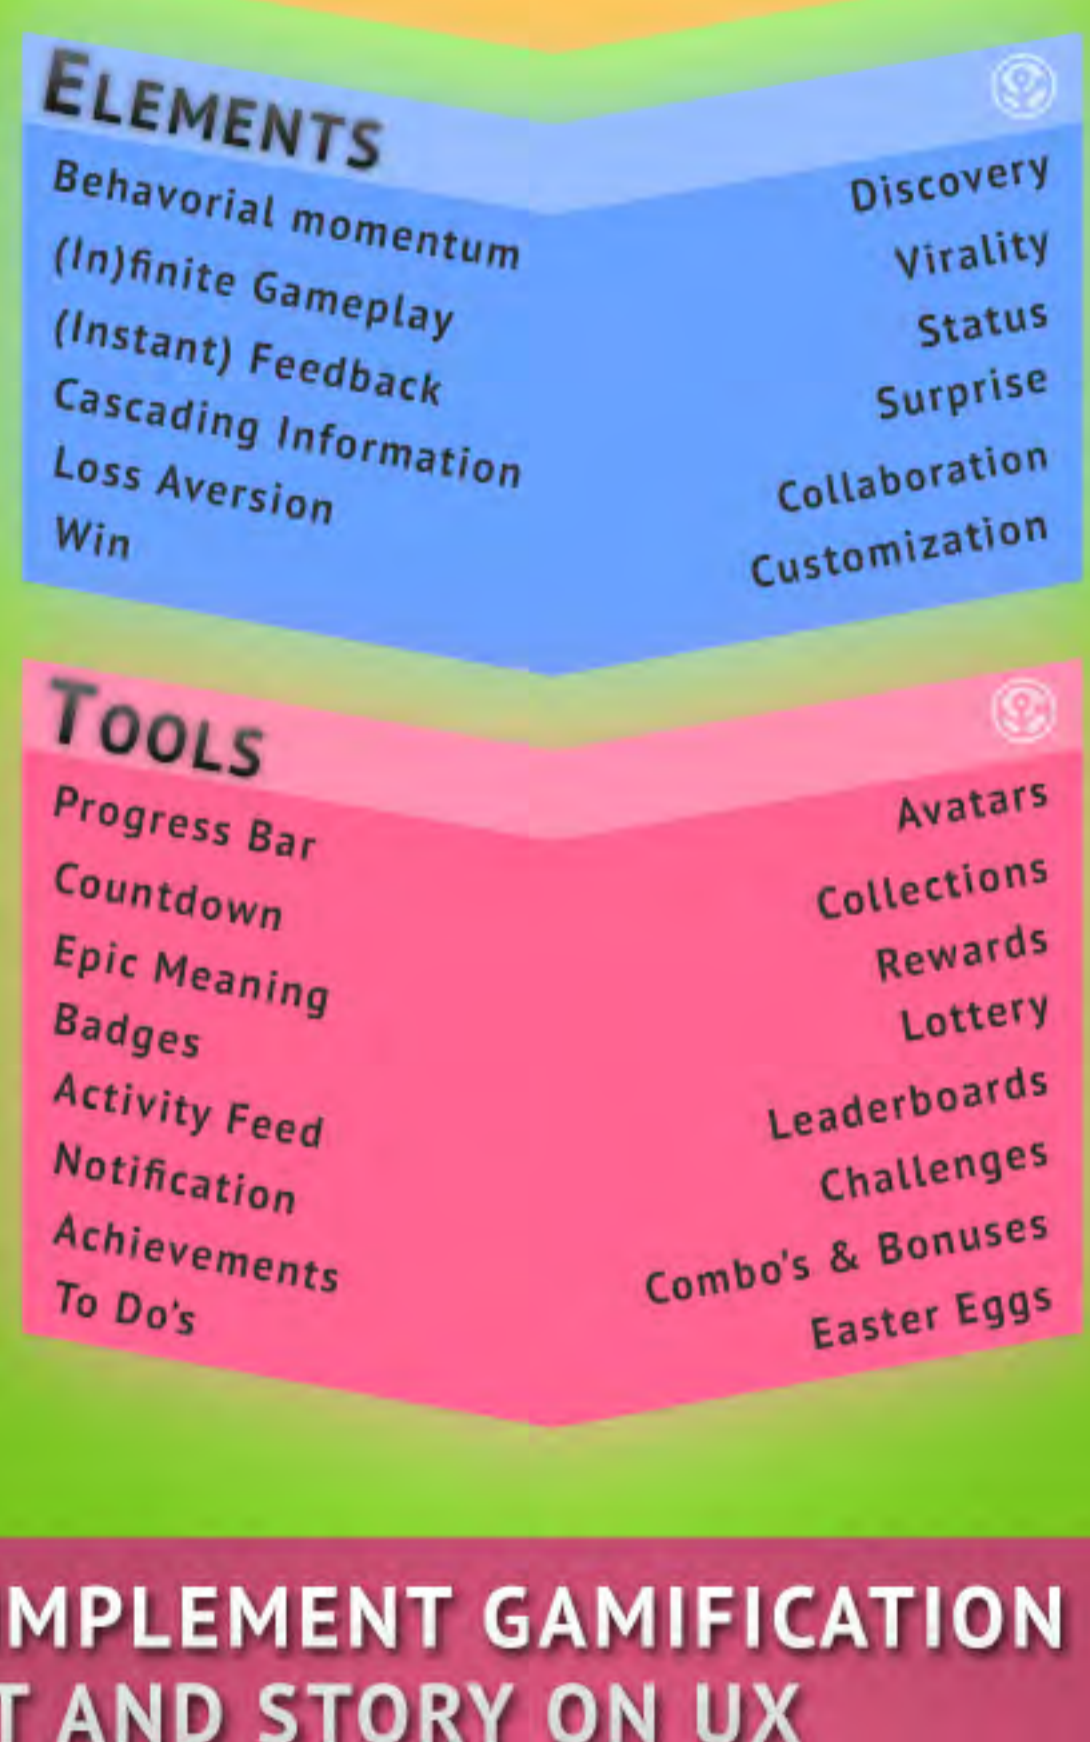 ELEMENTS
Behavorial momentum
(In)finite Gameplay
(Instant) Feedback
Cascading Information
Loss Aversion
Win
Discovery
Virality
Status
Surprise
Collaboration
Customization
TOOLS
Progress Bar
Countdown
Epic Meaning
Badges
Activity Feed
Notification
Achievements
To Do's
Avatars
Collections
Rewards
Lottery
Leaderboards
Challenges
Combo's & Bonuses
Easter Eggs
MPLEMENT GAMIFICATION
T AND STORY ON UX